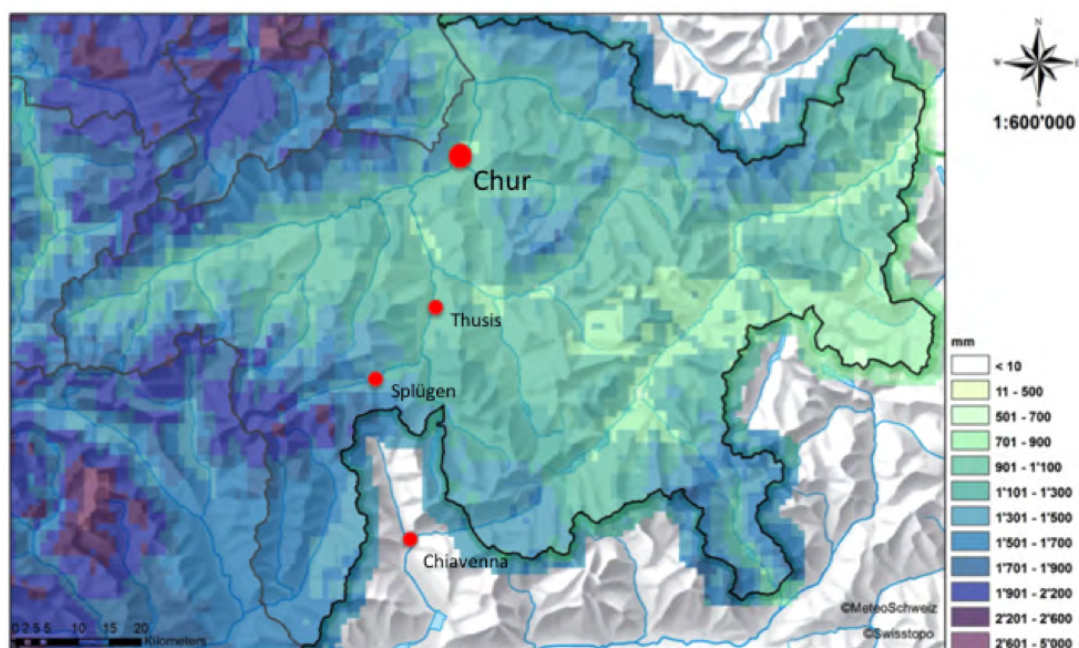 N
W
E
S
1:600'000
Chur
Thusis
Splügen
Chiavenna
mm
< 10
11 - 500
501 - 700
701 - 900
901 - 1'100
1'101 - 1'300
1'301 - 1'500
1'501 - 1'700
1'701 - 1'900
1'901 - 2'200
2'201 - 2'600
2'601 - 5'000
©MeteoSchweiz
©Swisstopo
0 2.5 5 10 15 20
Kilometers